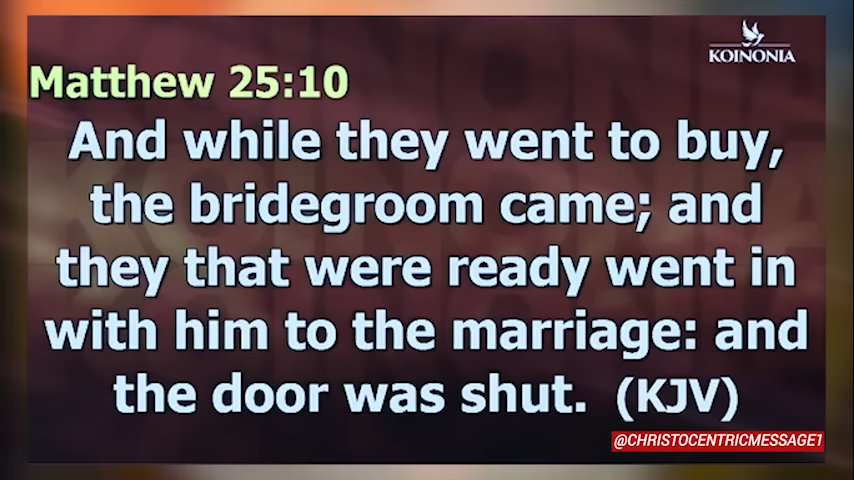 KOINONIA
Matthew 25:10
And while they went to buy,
the bridegroom came; and
they that were ready went in
with him to the marriage: and
the door was shut. (KJV)
@CHRISTOCENTRICMESSAGE1